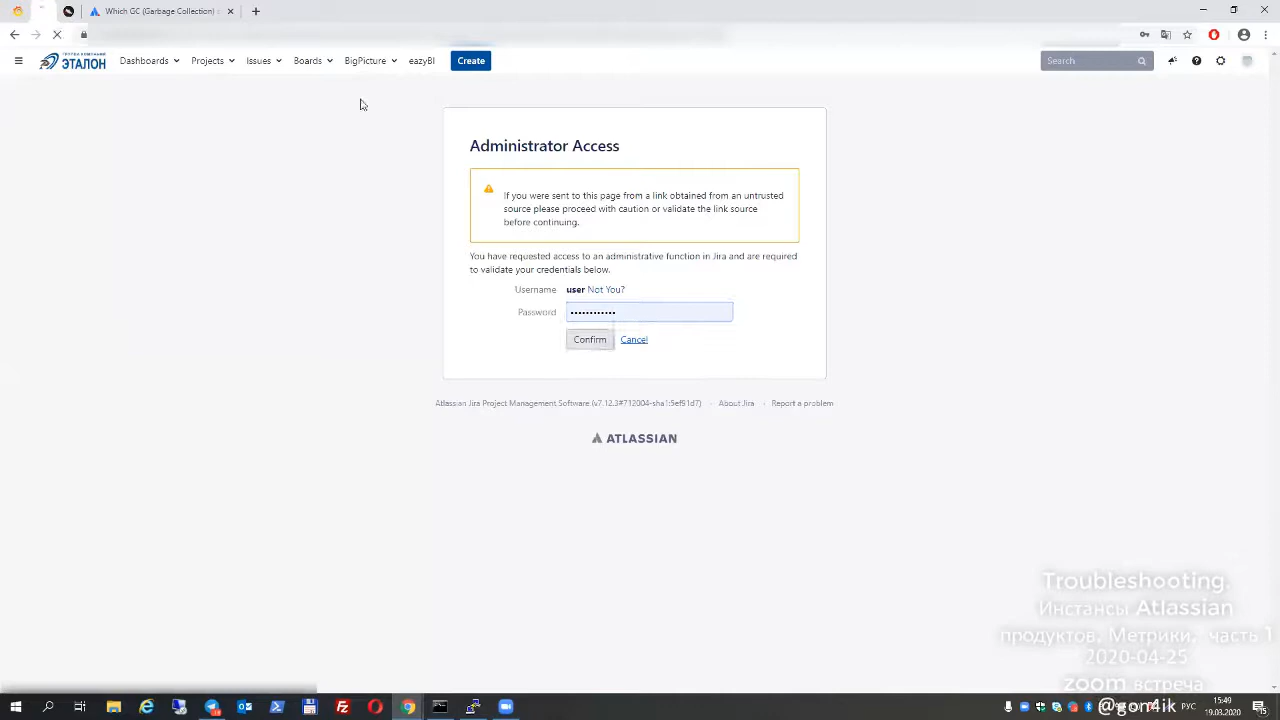 Which GC (Garbage Collection)
ГРУППА КОМПАНИЙ
ЭТАЛОН
Dashboards
Projects
Issues
Boards
BigPicture
eazyBI
Create
Search
Administrator Access
If you were sent to this page from a link obtained from an untrusted
source please proceed with caution or validate the link source
before continuing.
You have requested access to an administrative function in Jira and are required
to validate your credentials below.
Username user Not You?
Password ••••••••••••
Confirm Cancel
Atlassian Jira Project Management Software (v7.12.3#712004-sha1:5ef91d7) · About Jira · Report a problem
ATLASSIAN
Troubleshooting.
Инстансы Atlassian
продуктов, Метрики, часть 1
2020-04-25
zoom встреча
@gonlik
РУС
15:49
19.03.2020